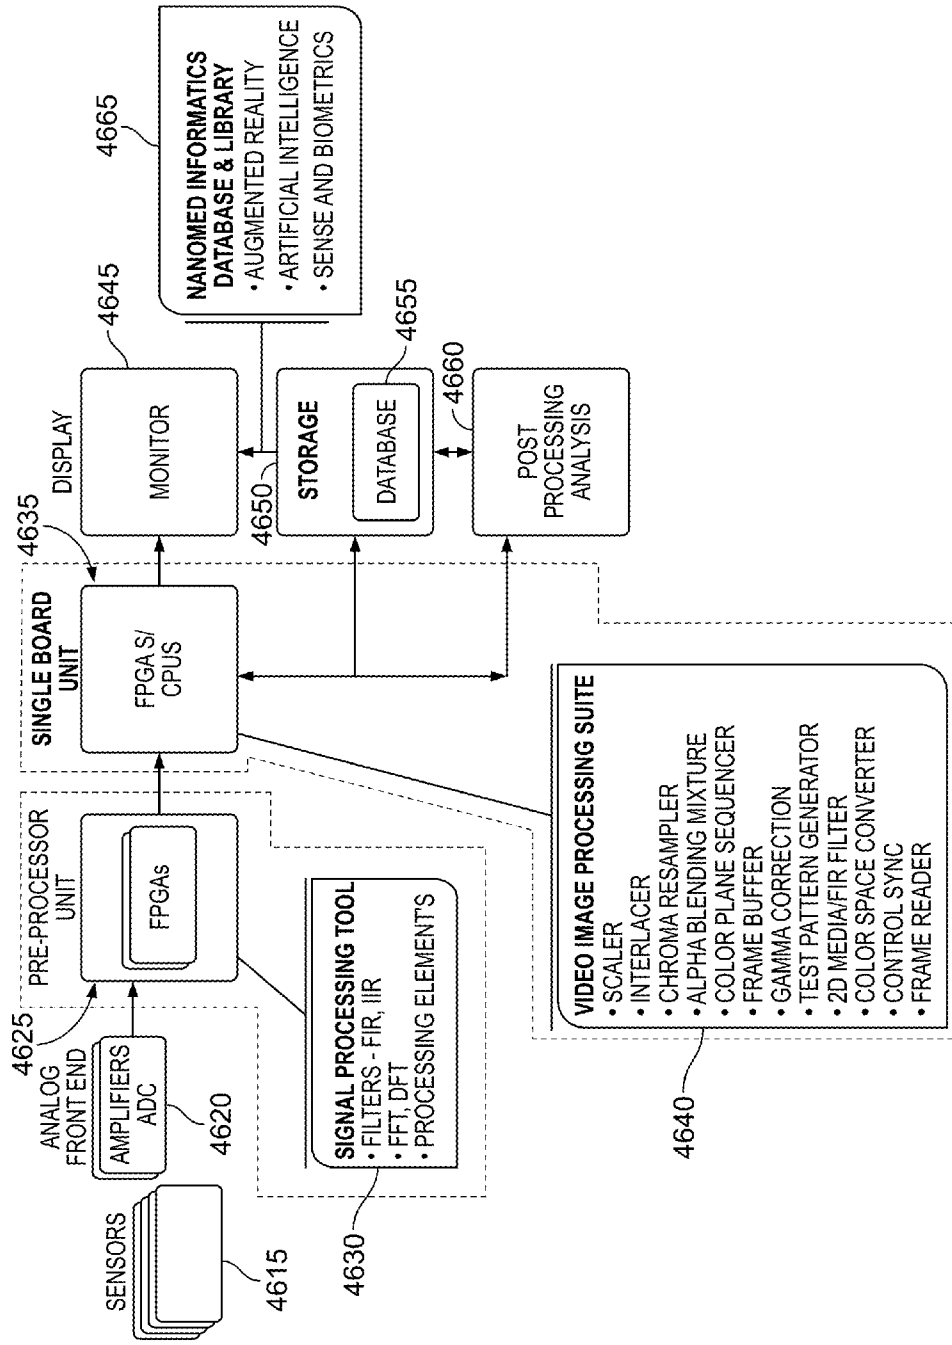 SENSORS
4615
ANALOG
FRONT END
AMPLIFIERS
ADC
4620
4625
PRE-PROCESSOR
UNIT
FPGAs
SIGNAL PROCESSING TOOL
• FILTERS - FIR, IIR
• FFT, DFT
• PROCESSING ELEMENT'S
4630
SINGLE BOARD
UNIT
4635
FPGA S/
CPUS
VIDEO IMAGE PROCESSING SUITE
• SCALER
• INTERLACER
• CHROMA RESAMPLER
• ALPHA BLENDING MIXTURE
• COLOR PLANE SEQUENCER
• FRAME BUFFER
• GAMMA CORRECTION
• TEST PATTERN GENERATOR
• 2D MEDIA/FIR FILTER
• COLOR SPACE CONVERTER
• CONTROL SYNC
• FRAME READER
4640
DISPLAY
MONITOR
4645
4650
STORAGE
DATABASE
4655
4660
POST
PROCESSING
ANALYSIS
4665
NANOMED INFORMATICS
DATABASE & LIBRARY
• AUGMENTED REALITY
• ARTIFICIAL INTELLIGENCE
• SENSE AND BIOMETRICS